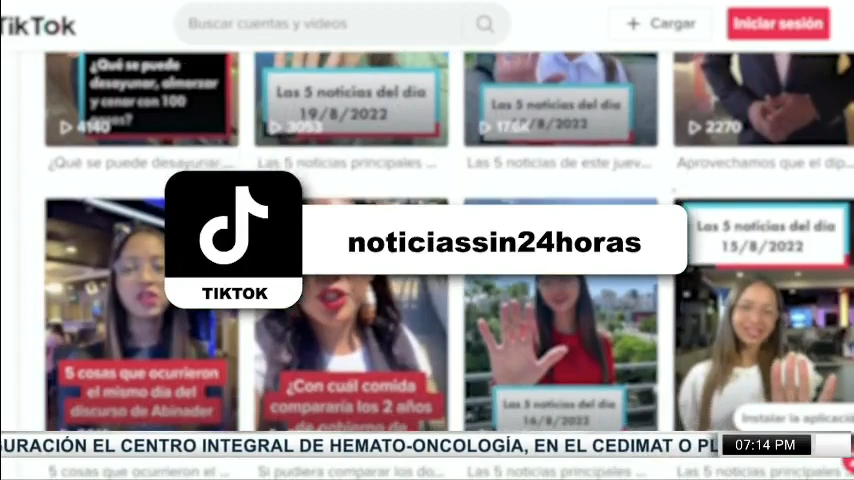 TikTok
Buscar cuentas y videos
+ Cargar
Iniciar sesión
¿Qué se puede
desayunar, almorzar
y cenar con 100
pesos?
4140
Las 5 noticias del día
19/8/2022
3053
Las 5 noticias del día
/8/2022
2270
¿Qué se puede desayunar...
Las 5 noticias principales ...
Las 5 noticias de este juev...
Aprovechamos que el dip...
TIKTOK
noticiassin24horas
Las 5 noticias del día
15/8/2022
5 cosas que ocurrieron
el mismo día del
discurso de Abinader
¿Con cuál comida
compararía los 2 años
de gobierno de
Las 5 noticias del día
16/8/2022
Instalar la aplicació
GURACIÓN EL CENTRO INTEGRAL DE HEMATO-ONCOLOGÍA, EN EL CEDIMAT O PL
07:14 PM
5 cosas que ocurrieron el ...
Si pudiera comparar los do...
Las 5 noticias principales ...
Las 5 noticias principales ...